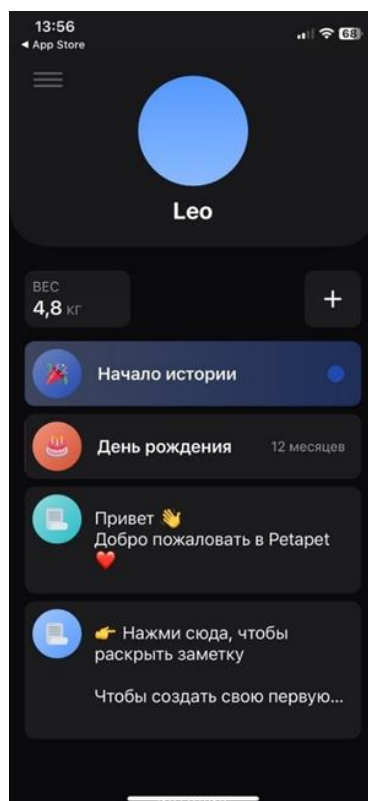 13:56
◀ App Store
68
Leo
ВЕС
4,8 кг
+
Начало истории
День рождения
12 месяцев
Привет 👋
Добро пожаловать в Petapet
❤️
👉 Нажми сюда, чтобы
раскрыть заметку
Чтобы создать свою первую...